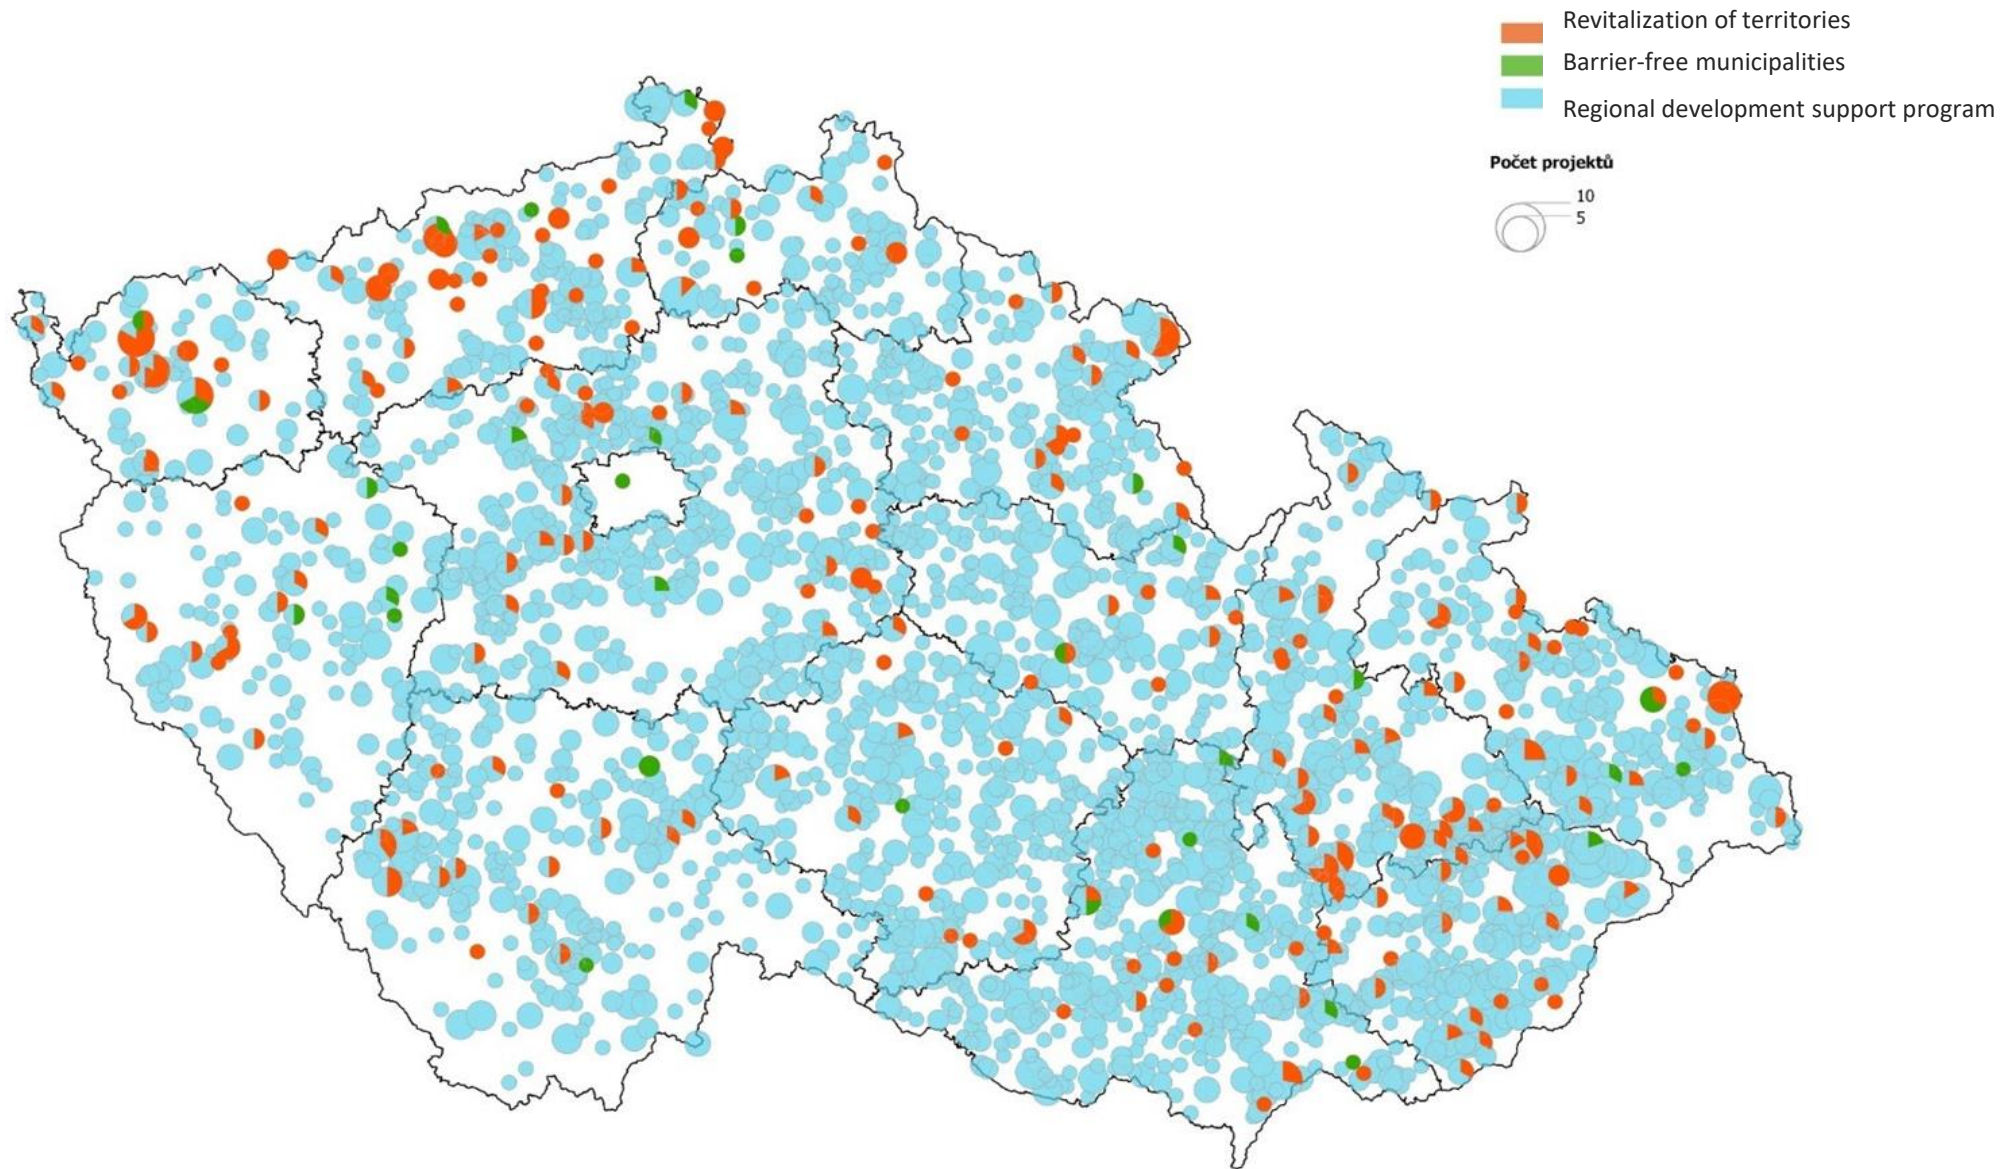 Revitalization of territories
Barrier-free municipalities
Regional development support program
Počet projektů
10
5